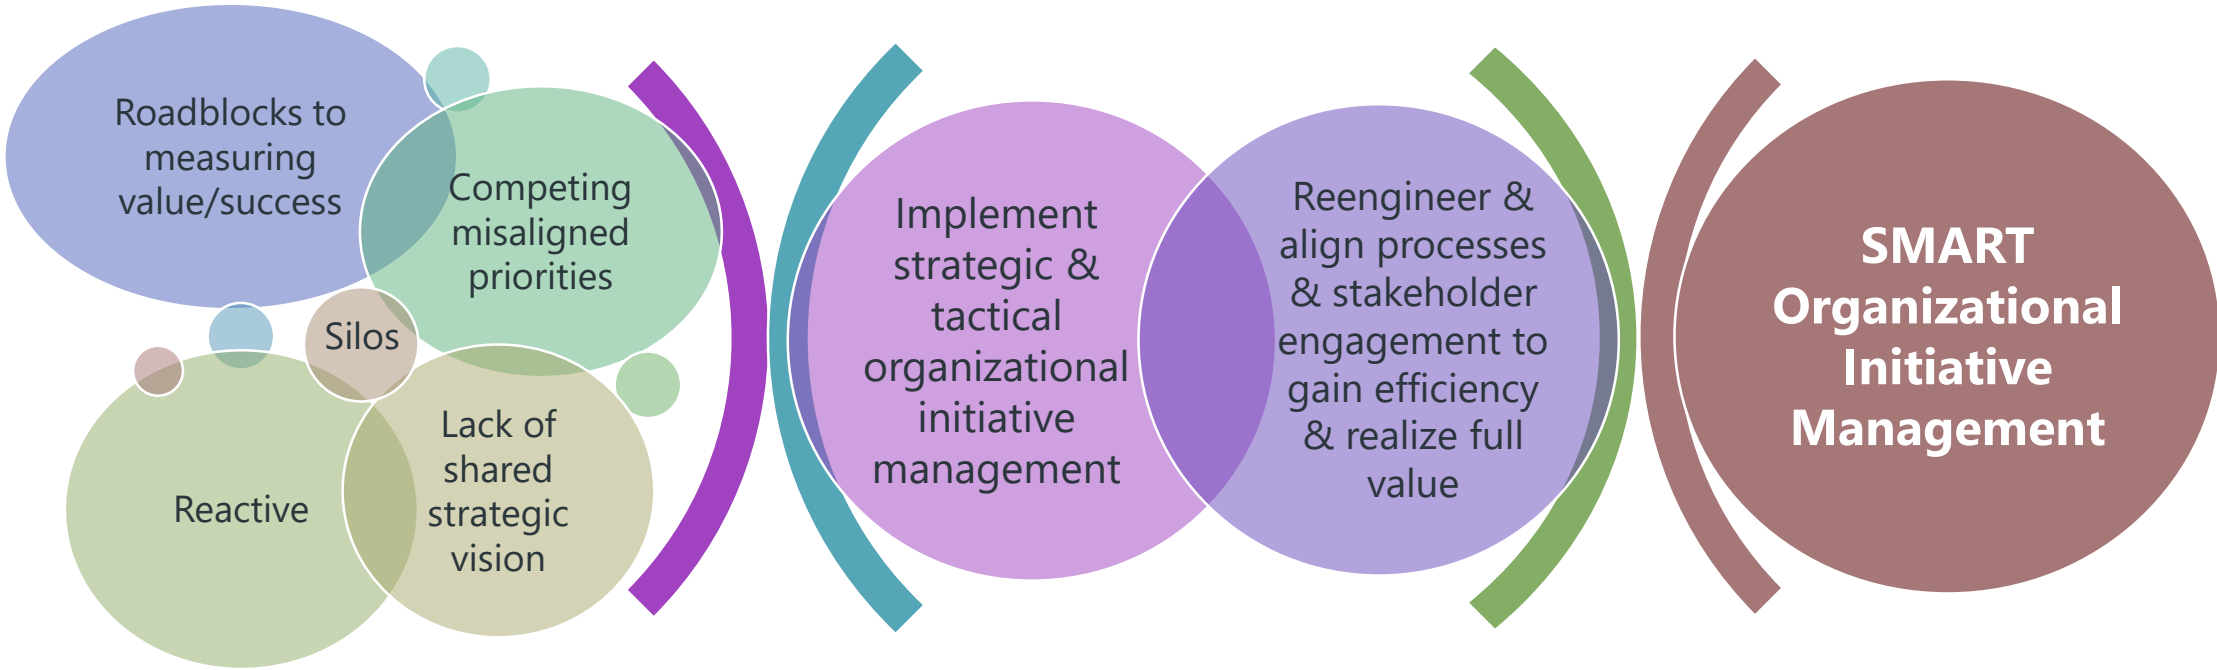 Roadblocks to
measuring
value/success
Competing
misaligned
priorities
Silos
Reactive
Lack of
shared
strategic
vision
Implement
strategic &
tactical
organizational
initiative
management
Reengineer &
align processes
& stakeholder
engagement to
gain efficiency
& realize full
value
SMART
Organizational
Initiative
Management